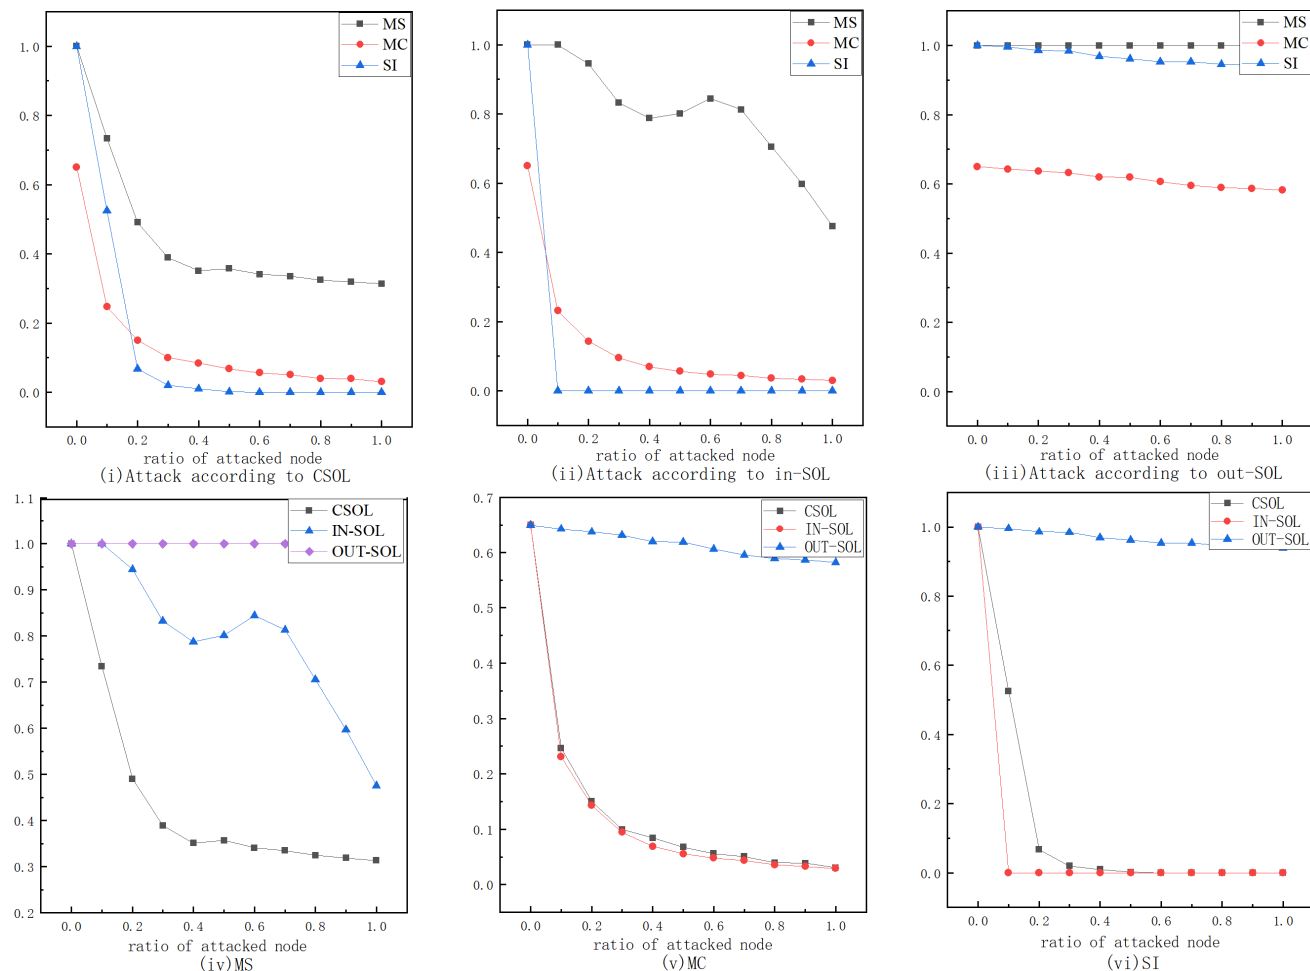 MS
MC
SI
1.0
0.8
0.6
0.4
0.2
0.0
0.0 0.2 0.4 0.6 0.8 1.0
ratio of attacked node
(i)Attack according to CSOL
MS
MC
SI
1.0
0.8
0.6
0.4
0.2
0.0
0.0 0.2 0.4 0.6 0.8 1.0
ratio of attacked node
(ii)Attack according to in-SOL
MS
MC
SI
1.0
0.8
0.6
0.4
0.2
0.0
0.0 0.2 0.4 0.6 0.8 1.0
ratio of attacked node
(iii)Attack according to out-SOL
CSOL
IN-SOL
OUT-SOL
1.1
1.0
0.9
0.8
0.7
0.6
0.5
0.4
0.3
0.2
0.0 0.2 0.4 0.6 0.8 1.0
ratio of attacked node
(iv)MS
CSOL
IN-SOL
OUT-SOL
0.7
0.6
0.5
0.4
0.3
0.2
0.1
0.0
0.0 0.2 0.4 0.6 0.8 1.0
ratio of attacked node
(v)MC
CSOL
IN-SOL
OUT-SOL
1.0
0.8
0.6
0.4
0.2
0.0
0.0 0.2 0.4 0.6 0.8 1.0
ratio of attacked node
(vi)SI